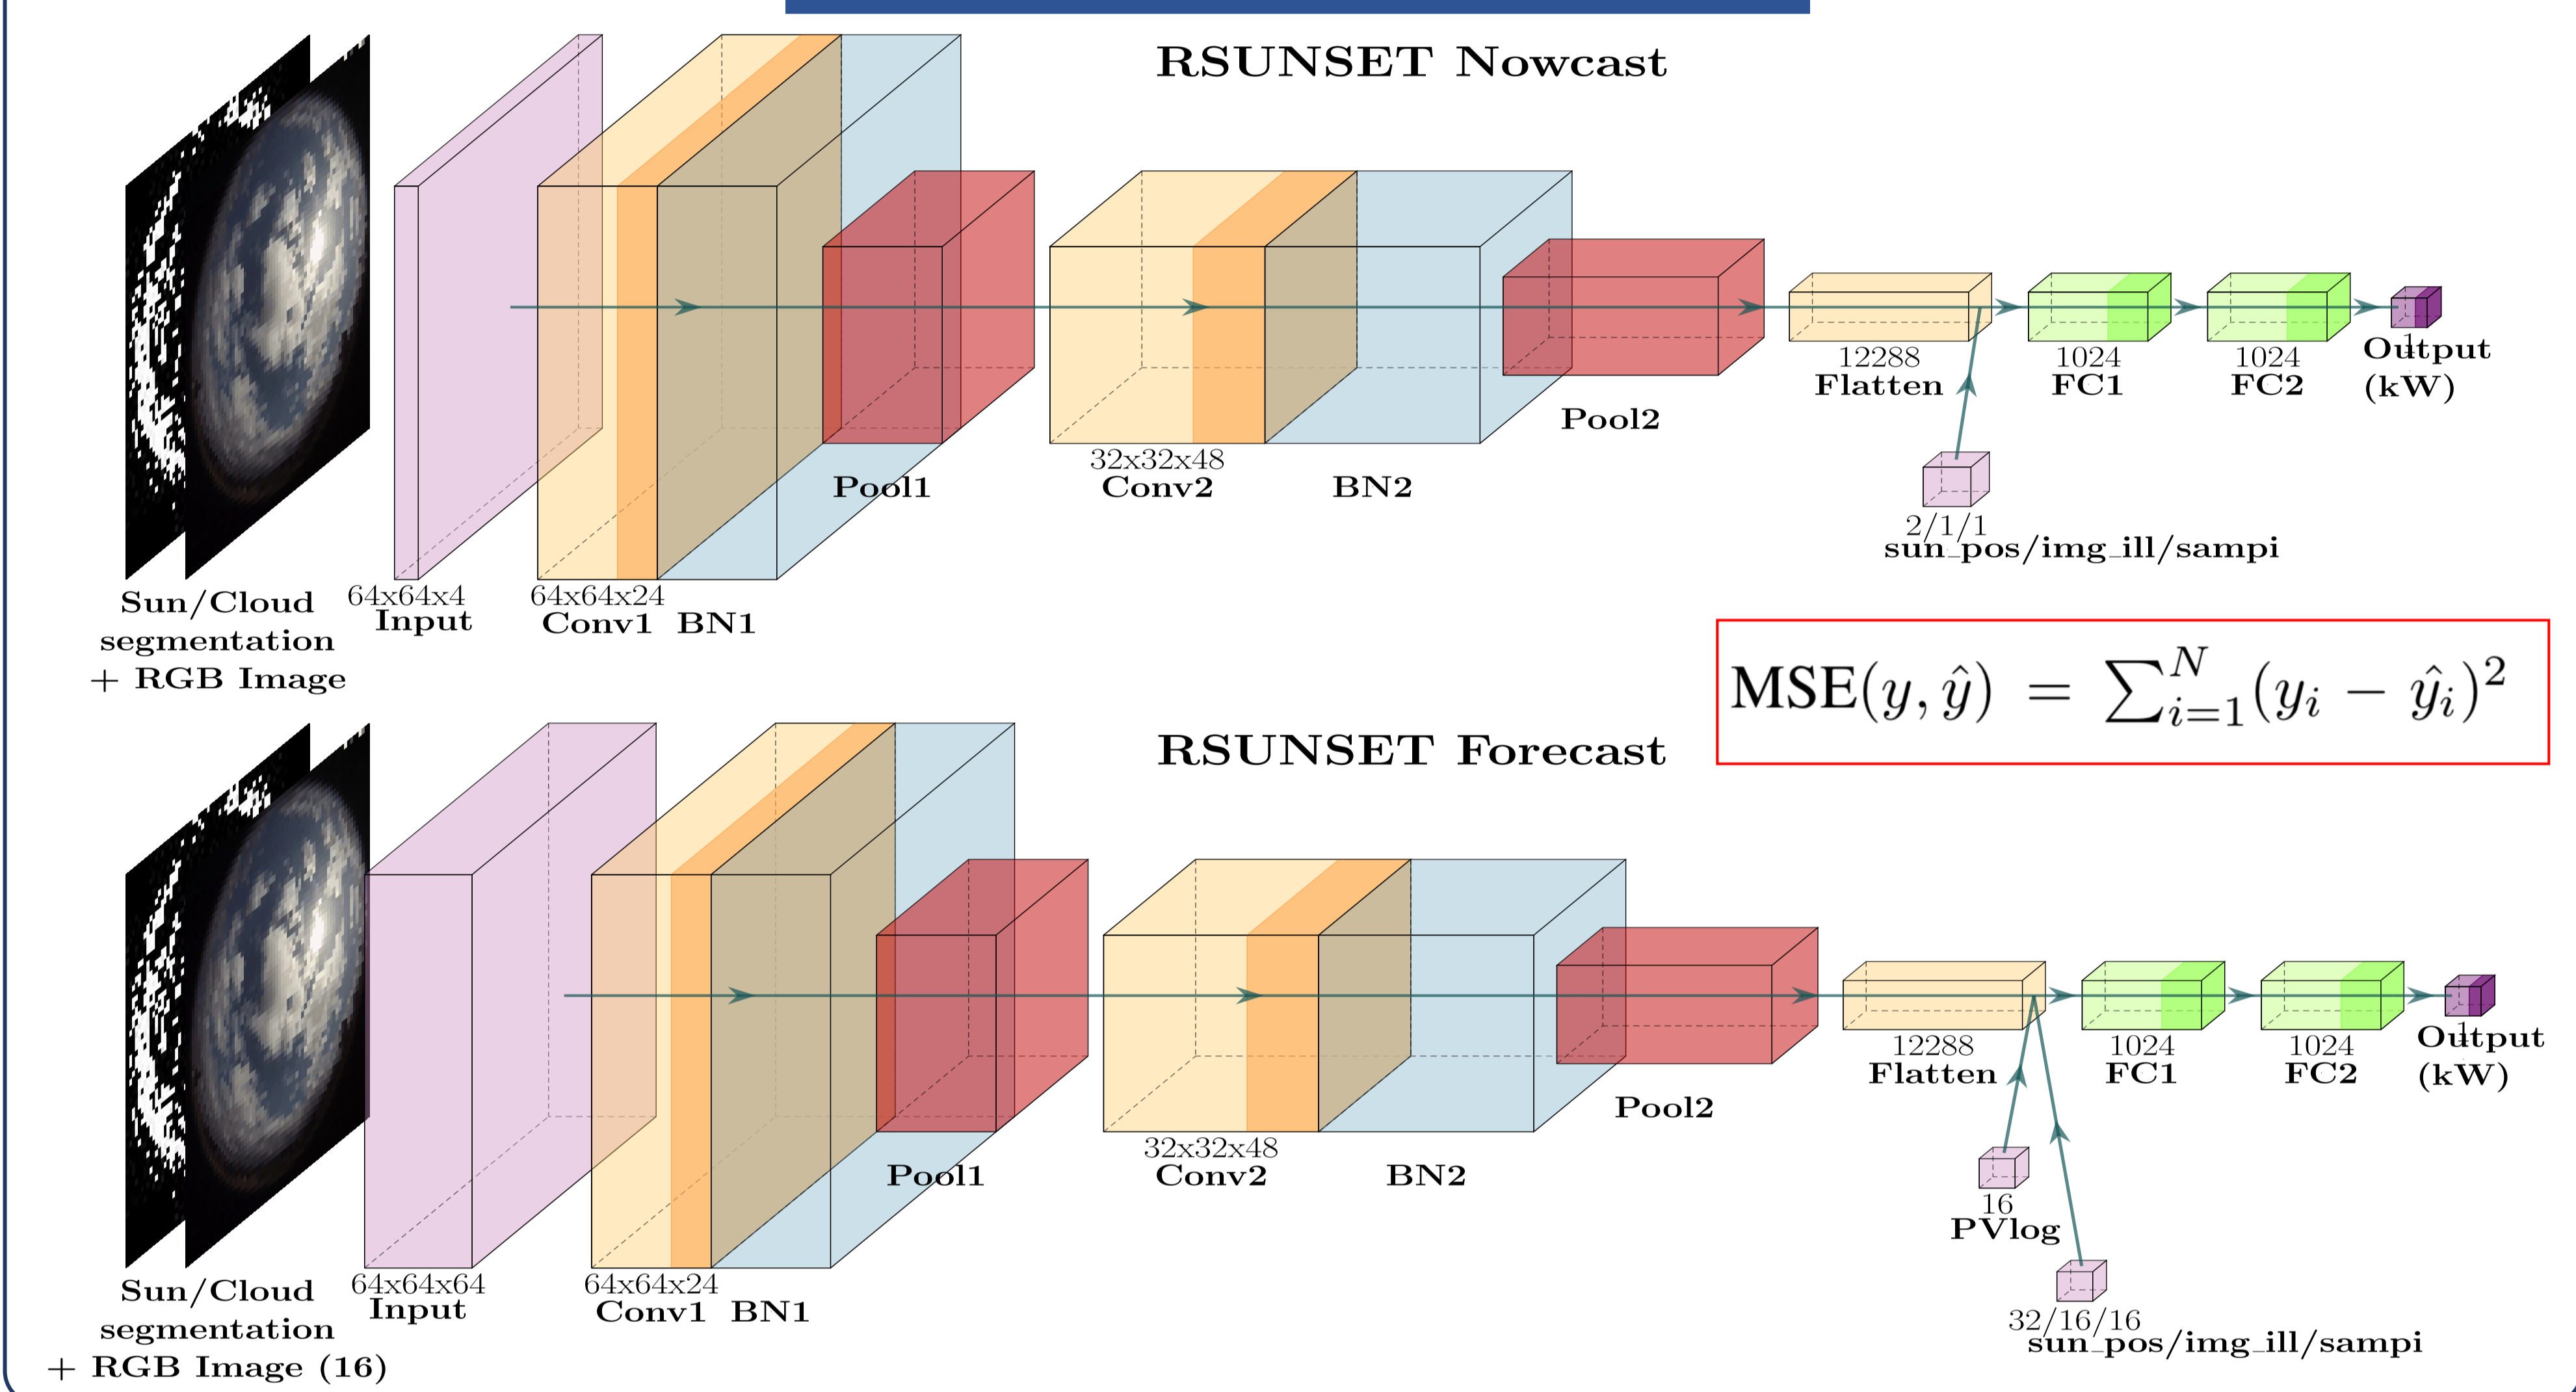 RSUNSET Nowcast
12288
Flatten
1024
FC1
1024
FC2
1
Output
(kW)
Pool2
32x32x48
Conv2
BN2
Pool1
2/1/1
sun_pos/img_ill/sampi
64x64x4
Input
64x64x24
Conv1 BN1
Sun/Cloud
segmentation
+ RGB Image
MSE(y, ŷ) = ∑_{i=1}^{N}(y_i − ŷ_i)^2
RSUNSET Forecast
12288
Flatten
1024
FC1
1024
FC2
1
Output
(kW)
Pool2
32x32x48
Conv2
BN2
Pool1
16
PVlog
32/16/16
sun_pos/img_ill/sampi
64x64x64
Input
64x64x24
Conv1 BN1
Sun/Cloud
segmentation
+ RGB Image (16)